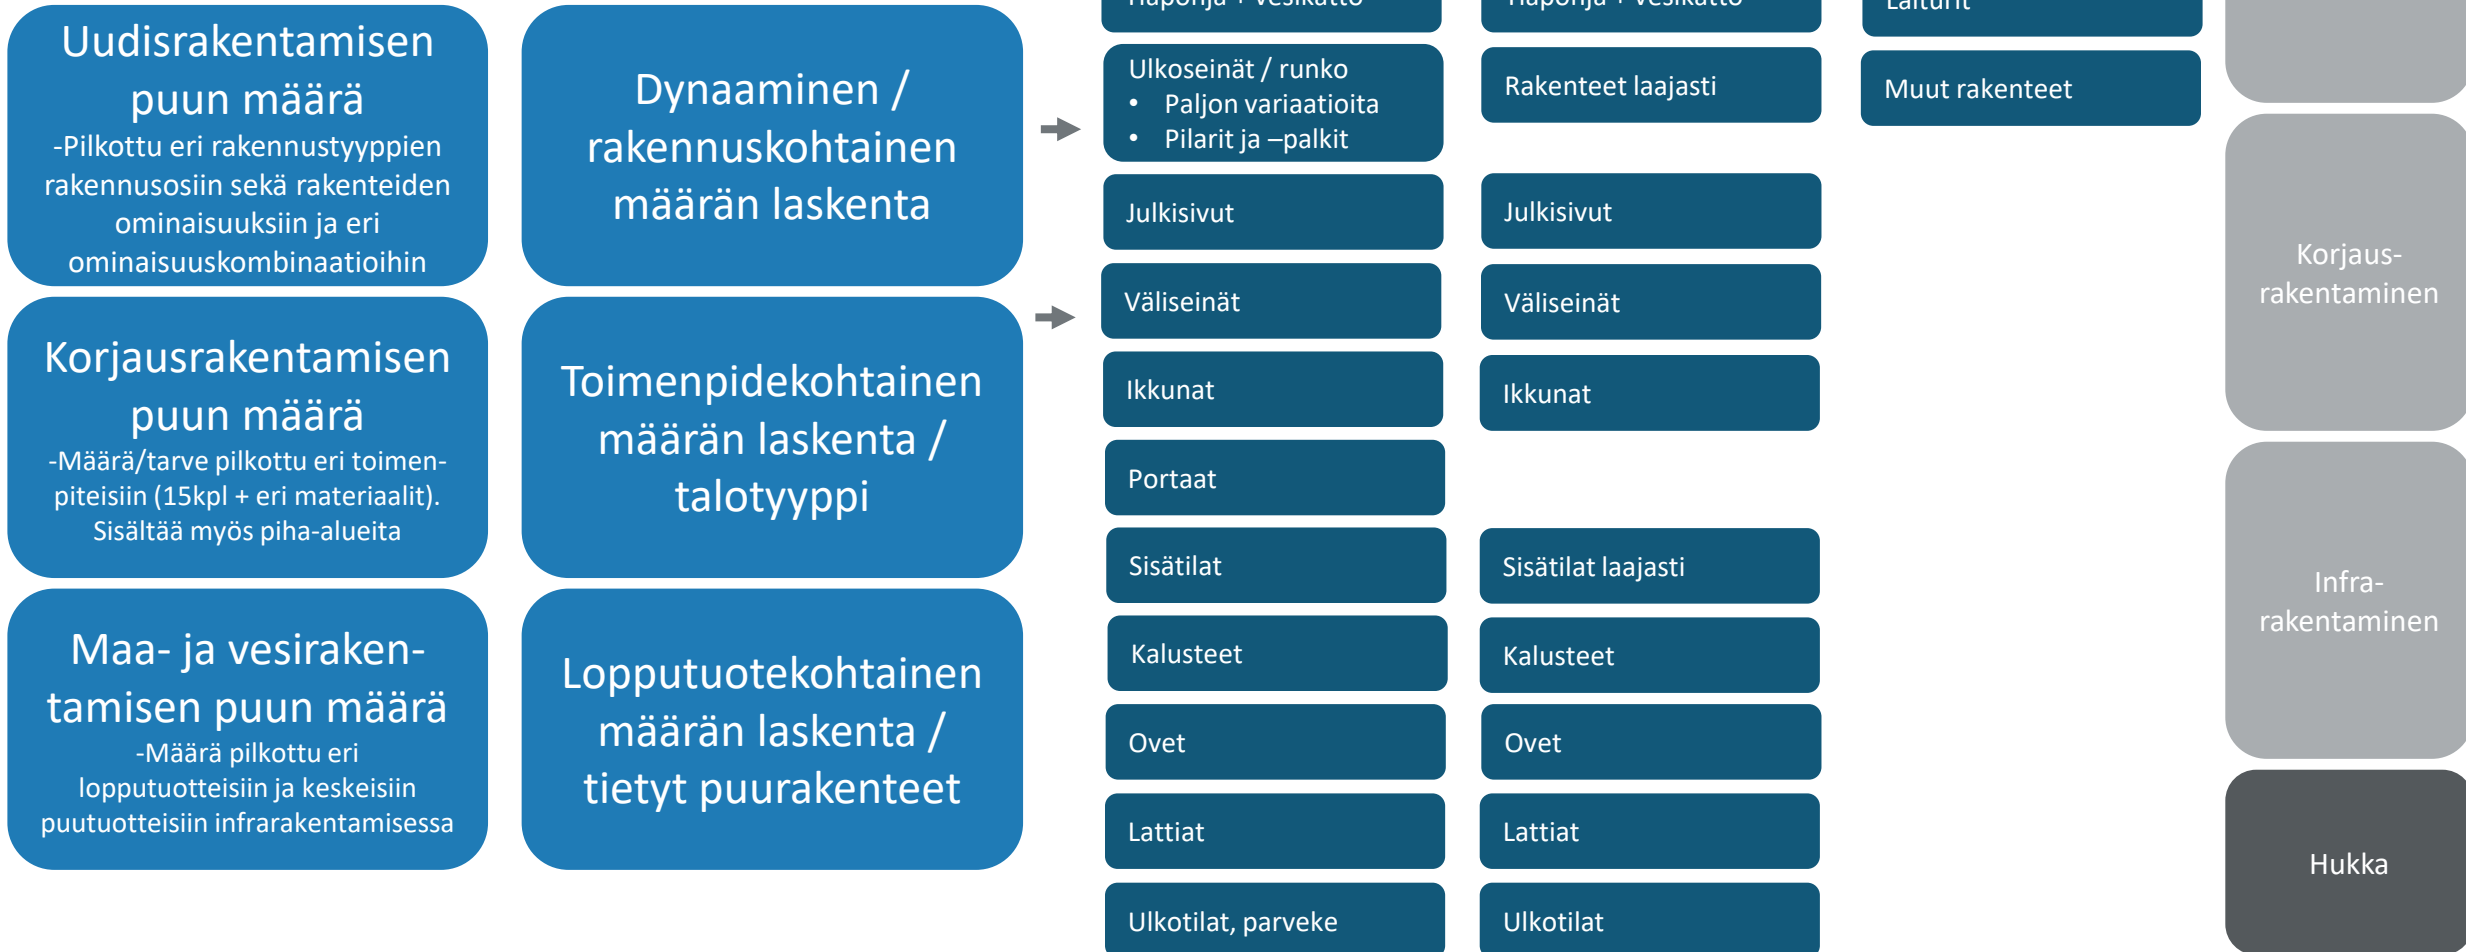 Uudisrakentamisen
puun määrä
-Pilkottu eri rakennustyyppien
rakennusosiin sekä rakenteiden
ominaisuuksiin ja eri
ominaisuuskombinaatioihin
Korjausrakentamisen
puun määrä
-Määrä/tarve pilkottu eri toimen-
piteisiin (15kpl + eri materiaalit).
Sisältää myös piha-alueita
Maa- ja vesiraken-
tamisen puun määrä
-Määrä pilkottu eri
lopputuotteisiin ja keskeisiin
puutuotteisiin infrarakentamisessa
Dynaaminen /
rakennuskohtainen
määrän laskenta
Toimenpidekohtainen
määrän laskenta /
talotyyppi
Lopputuotekohtainen
määrän laskenta /
tietyt puurakenteet
+ vesikatto
Ulkoseinät / runko
• Paljon variaatioita
• Pilarit ja –palkit
Julkisivut
Väliseinät
Ikkunat
Portaat
Sisätilat
Kalusteet
Ovet
Lattiat
Ulkotilat, parveke
+ vesikatto
Rakenteet laajasti
Julkisivut
Väliseinät
Ikkunat
Sisätilat laajasti
Kalusteet
Ovet
Lattiat
Ulkotilat
Laiturit
Muut rakenteet
Korjaus-
rakentaminen
Infra-
rakentaminen
Hukka